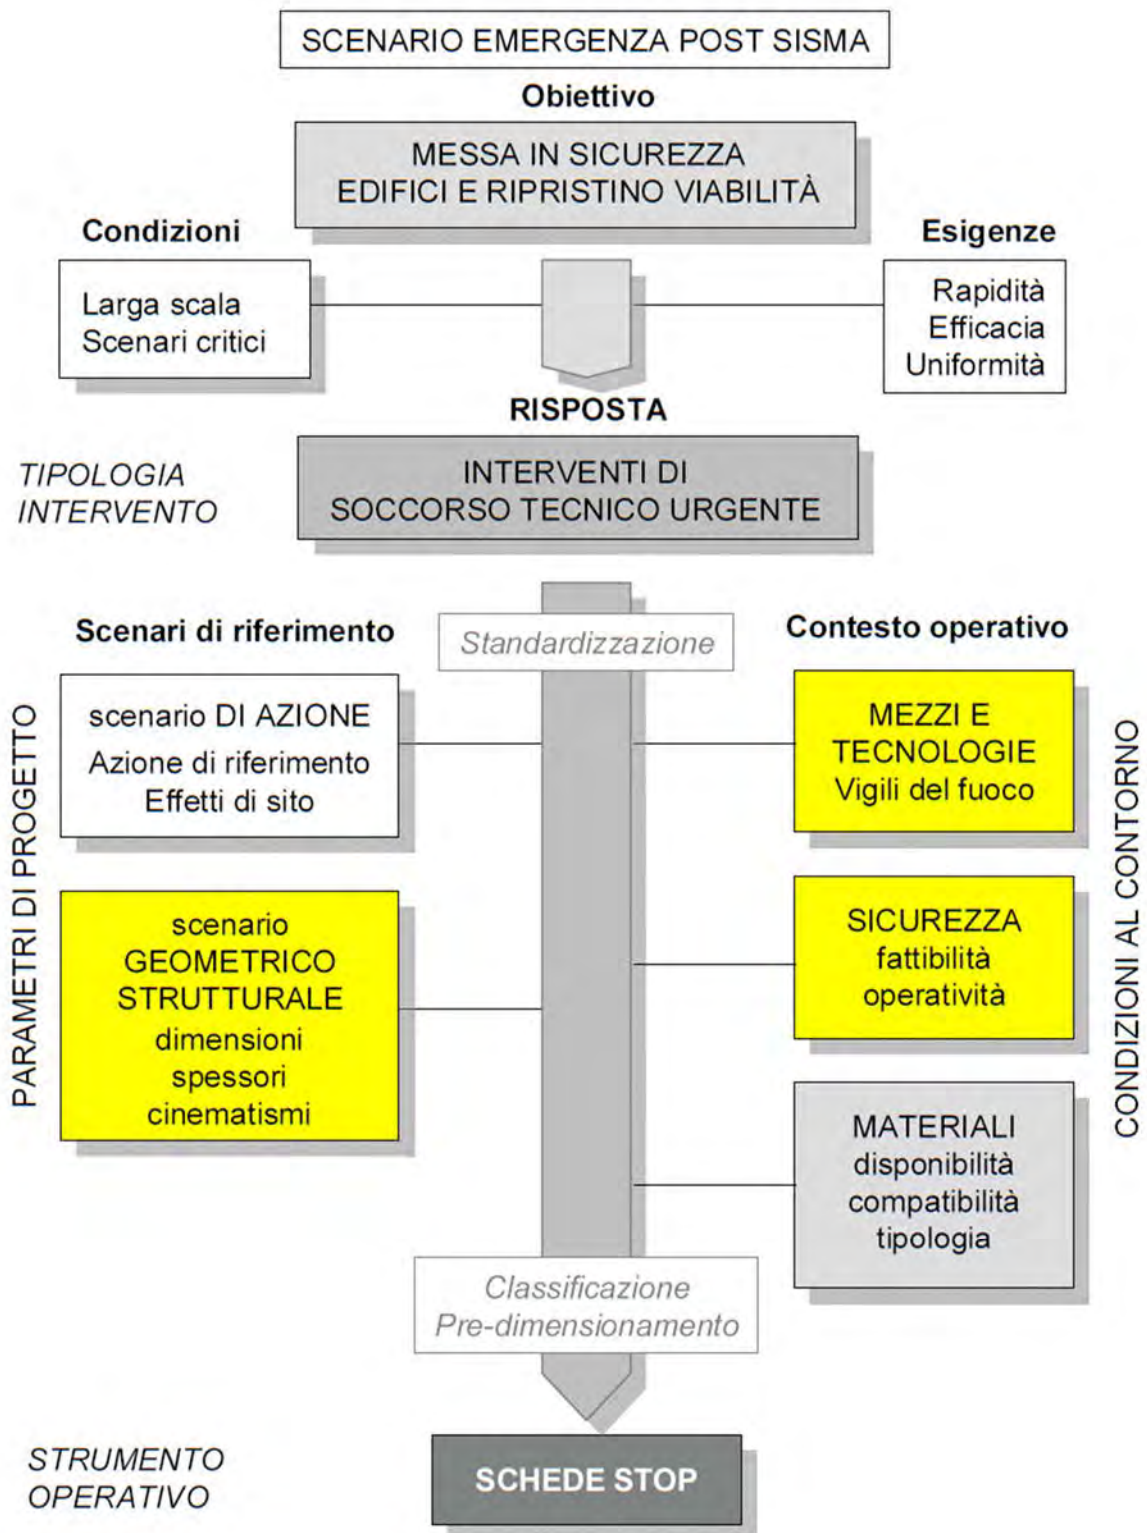 SCENARIO EMERGENZA POST SISMA
Obiettivo
MESSA IN SICUREZZA
EDIFICI E RIPRISTINO VIABILITÀ
Condizioni
Larga scala
Scenari critici
Esigenze
Rapidità
Efficacia
Uniformità
RISPOSTA
TIPOLOGIA
INTERVENTO
INTERVENTI DI
SOCCORSO TECNICO URGENTE
Standardizzazione
Scenari di riferimento
Contesto operativo
PARAMETRI DI PROGETTO
scenario DI AZIONE
Azione di riferimento
Effetti di sito
scenario
GEOMETRICO
STRUTTURALE
dimensioni
spessori
cinematismi
MEZZI E
TECNOLOGIE
Vigili del fuoco
SICUREZZA
fattibilità
operatività
MATERIALI
disponibilità
compatibilità
tipologia
CONDIZIONI AL CONTORNO
Classificazione
Pre-dimensionamento
STRUMENTO
OPERATIVO
SCHEDE STOP